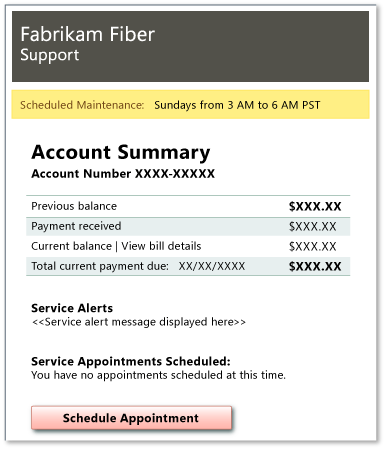 Fabrikam Fiber
Support
Scheduled Maintenance: Sundays from 3 AM to 6 AM PST
Account Summary
Account Number XXXX-XXXXX
Previous balance $XXX.XX
Payment received $XXX.XX
Current balance | View bill details $XXX.XX
Total current payment due: XX/XX/XXXX $XXX.XX
Service Alerts
<<Service alert message displayed here>>
Service Appointments Scheduled:
You have no appointments scheduled at this time.
Schedule Appointment